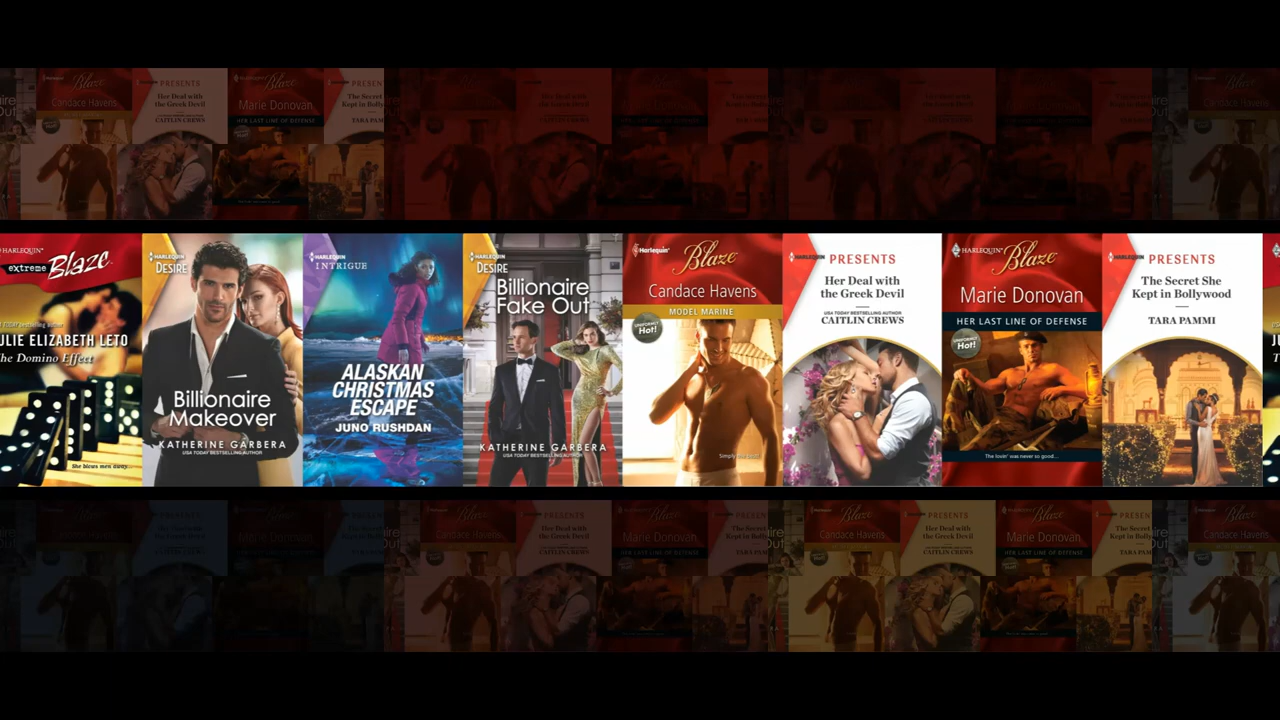 HARLEQUIN®
extreme Blaze
JULIE ELIZABETH LETO
The Domino Effect
She blows men away.
HARLEQUIN
DESIRE
Billionaire
Makeover
KATHERINE GARBERA
USA TODAY BESTSELLING AUTHOR
HARLEQUIN
INTRIGUE
ALASKAN
CHRISTMAS
ESCAPE
JUNO RUSHDAN
HARLEQUIN
DESIRE
Billionaire
Fake Out
KATHERINE GARBERA
USA TODAY BESTSELLING AUTHOR
Harlequin®
Blaze
Candace Havens
MODEL MARINE
UNIFORMLY
Hot!
HARLEQUIN PRESENTS
Her Deal with
the Greek Devil
USA TODAY BESTSELLING AUTHOR
CAITLIN CREWS
HARLEQUIN®
Blaze
Marie Donovan
HER LAST LINE OF DEFENSE
UNIFORMLY
Hot!
The lovin' was never so good...
HARLEQUIN PRESENTS
The Secret She
Kept in Bollywood
TARA PAMMI